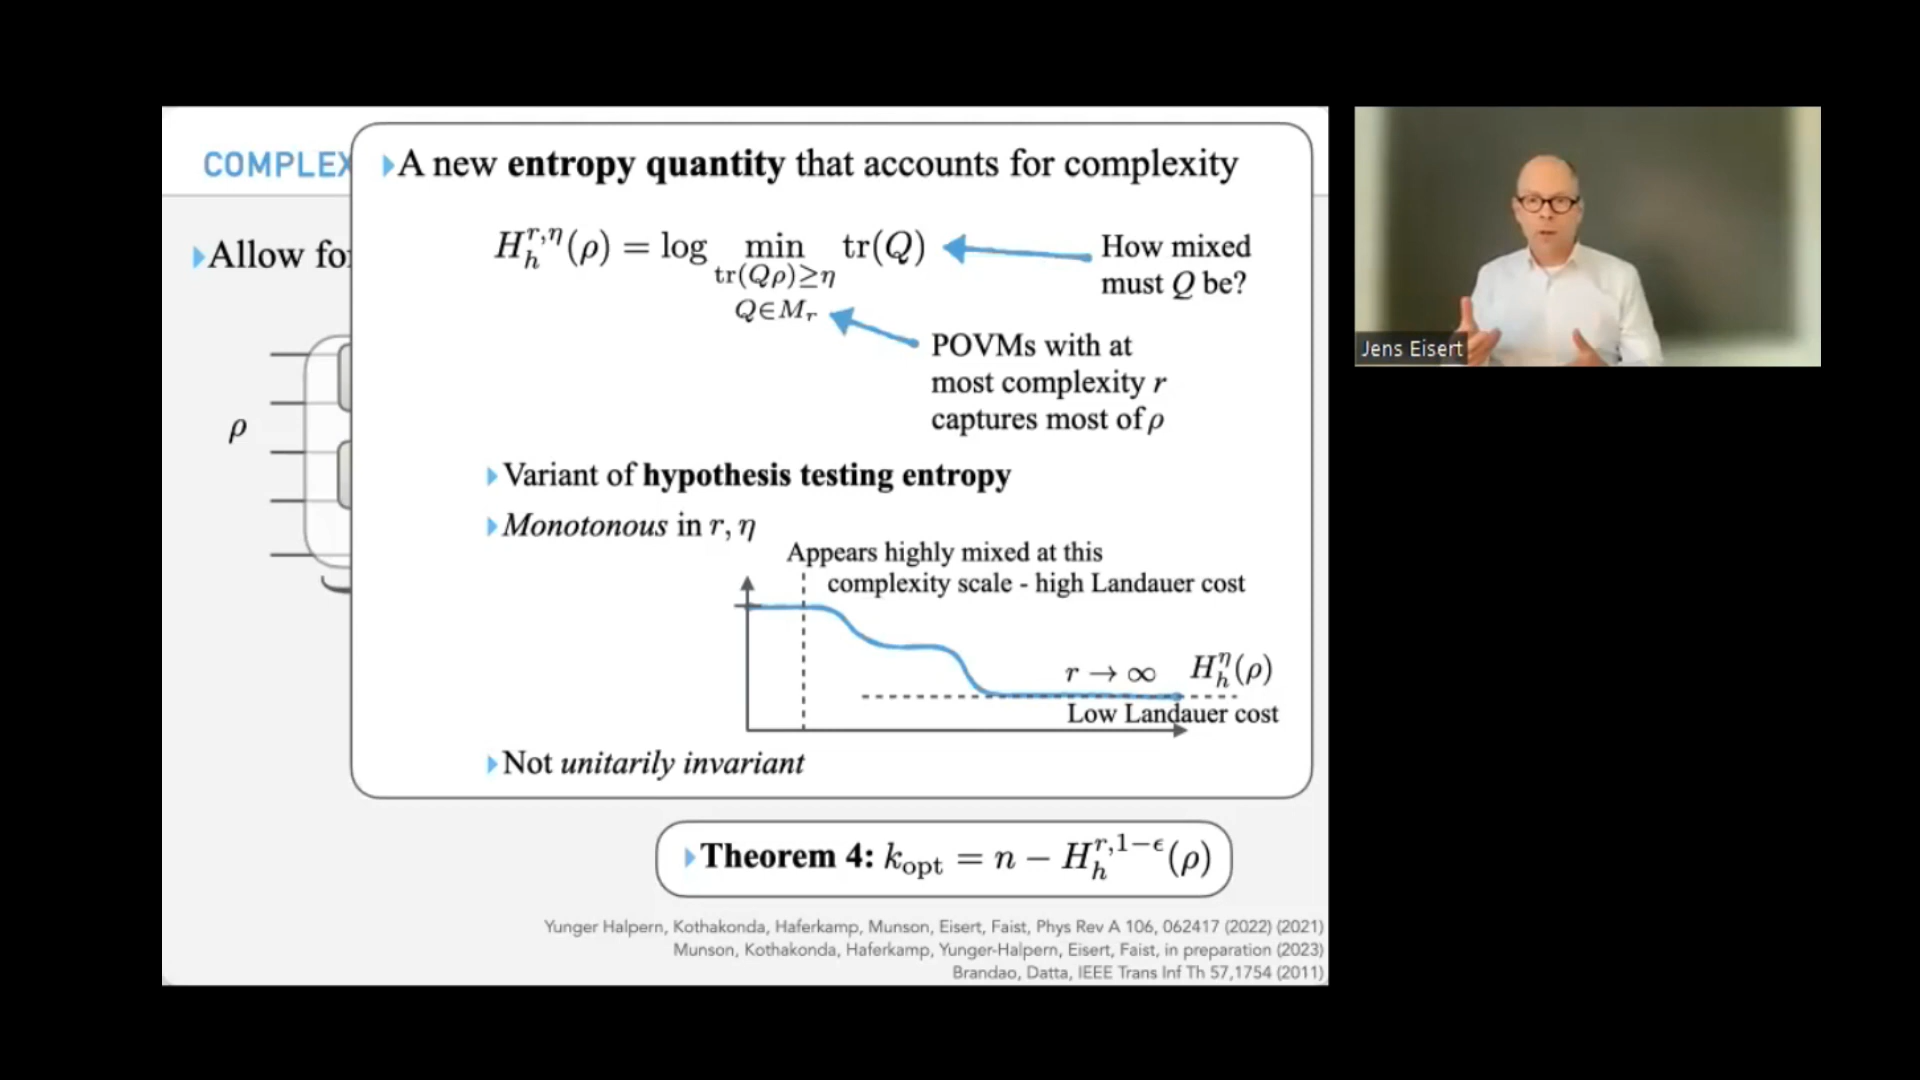 COMPLEX
▸A new entropy quantity that accounts for complexity
▸Allow fo
H_h^{r,η}(ρ) = log min tr(Q)
tr(Qρ)≥η
Q∈M_r
How mixed
must Q be?
POVMs with at
most complexity r
captures most of ρ
ρ
▸Variant of hypothesis testing entropy
▸Monotonous in r, η
Appears highly mixed at this
complexity scale - high Landauer cost
r → ∞ H_h^η(ρ)
Low Landauer cost
▸Not unitarily invariant
▸Theorem 4: k_opt = n − H_h^{r,1−ϵ}(ρ)
Yunger Halpern, Kothakonda, Haferkamp, Munson, Eisert, Faist, Phys Rev A 106, 062417 (2022) (2021)
Munson, Kothakonda, Haferkamp, Yunger-Halpern, Eisert, Faist, in preparation (2023)
Brandao, Datta, IEEE Trans Inf Th 57,1754 (2011)
Jens Eisert